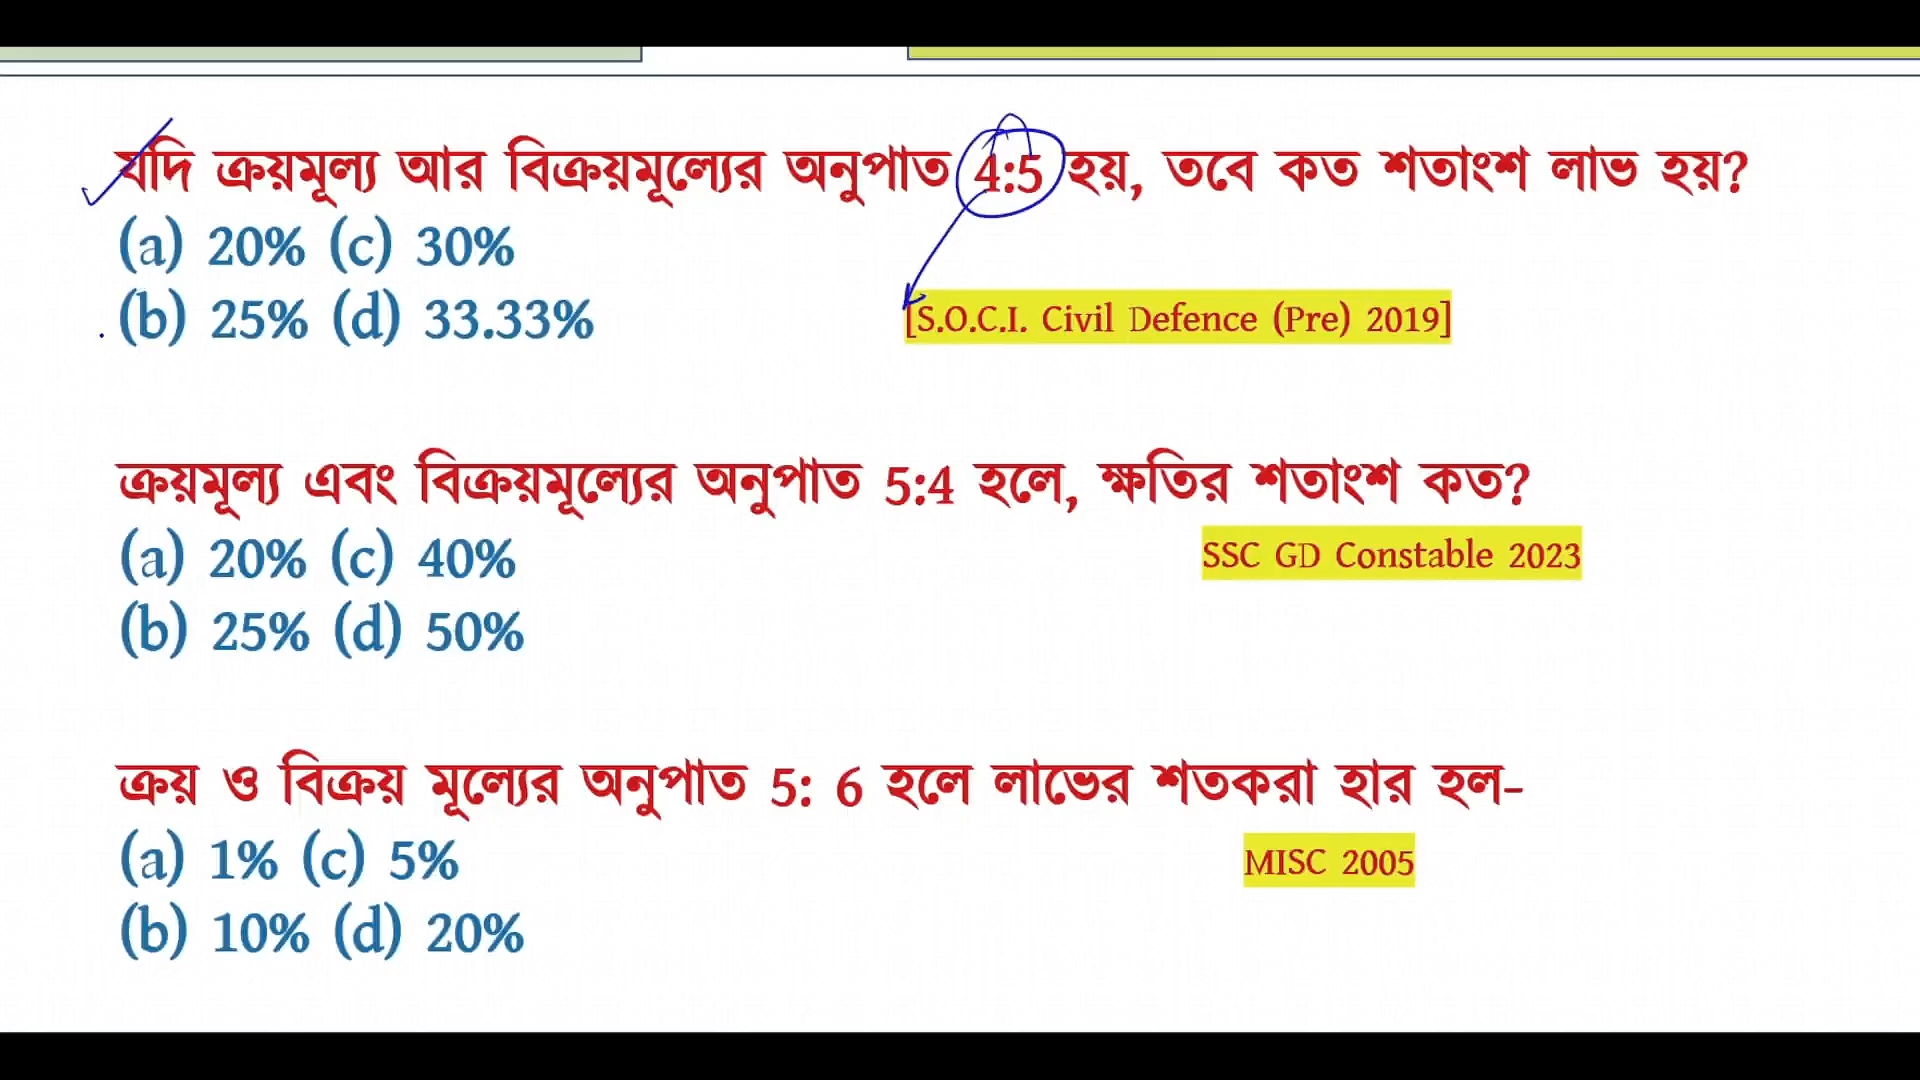 যদি ক্রয়মূল্য আর বিক্রয়মূল্যের অনুপাত 4:5 হয়, তবে কত শতাংশ লাভ হয়?
(a) 20% (c) 30%
(b) 25% (d) 33.33%
[S.O.C.I. Civil Defence (Pre) 2019]
ক্রয়মূল্য এবং বিক্রয়মূল্যের অনুপাত 5:4 হলে, ক্ষতির শতাংশ কত?
(a) 20% (c) 40%
SSC GD Constable 2023
(b) 25% (d) 50%
ক্রয় ও বিক্রয় মূল্যের অনুপাত 5: 6 হলে লাভের শতকরা হার হল-
(a) 1% (c) 5%
MISC 2005
(b) 10% (d) 20%